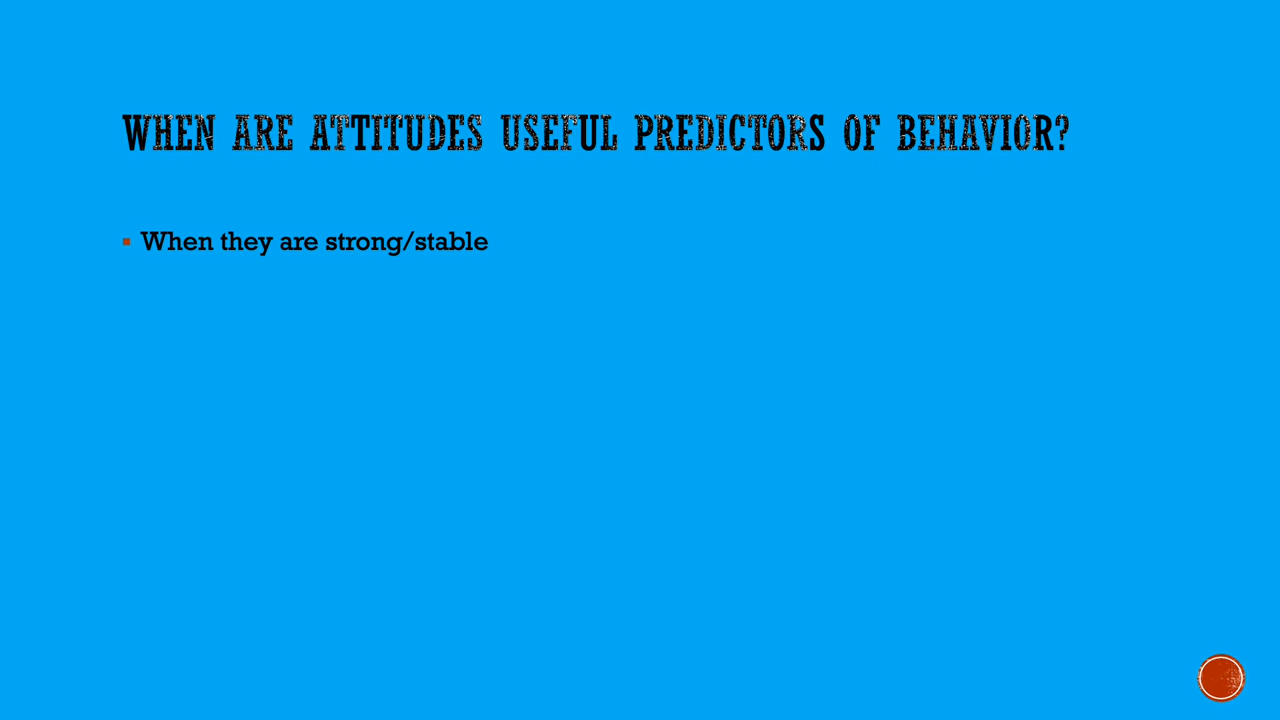 WHEN ARE ATTITUDES USEFUL PREDICTORS OF BEHAVIOR?
▪ When they are strong/stable